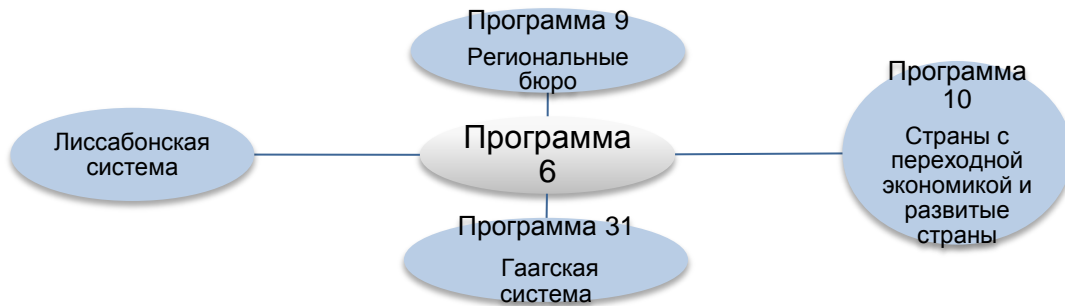 Программа 9
Региональные
бюро
Лиссабонская
система
Программа
6
Программа
10
Страны с
переходной
экономикой и
развитые
страны
Программа 31
Гаагская
система